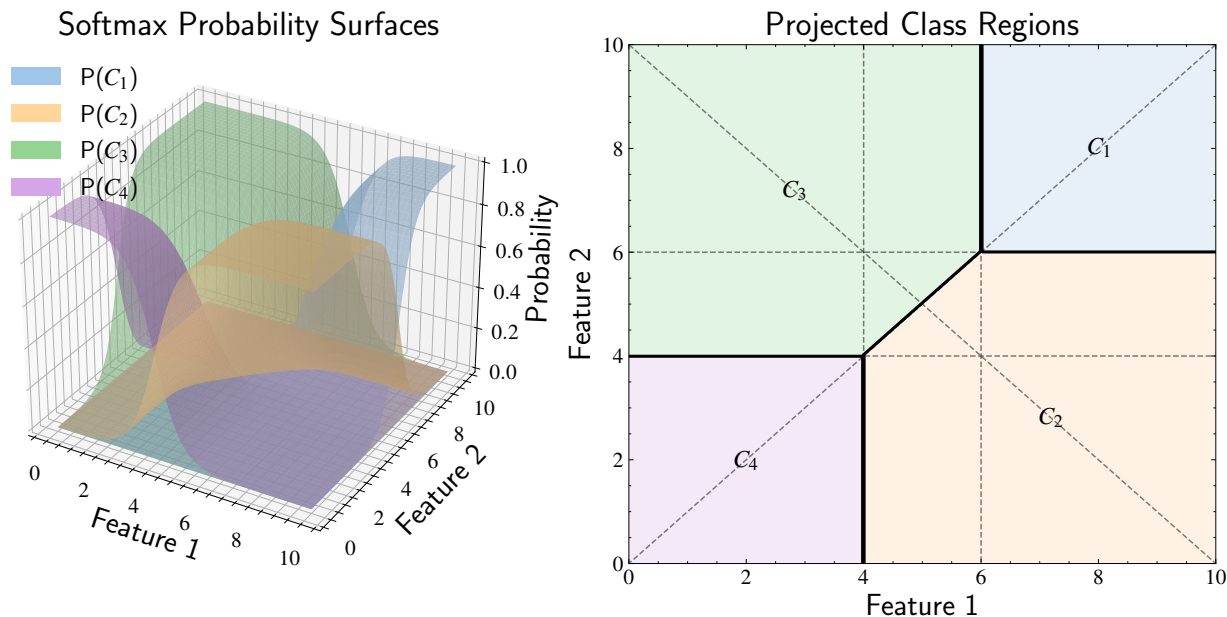 Softmax Probability Surfaces
P(C₁)
P(C₂)
P(C₃)
P(C₄)
0
2
4
6
8
10
Feature 1
0
2
4
6
8
10
Feature 2
0.0
0.2
0.4
0.6
0.8
1.0
Probability
Projected Class Regions
10
8
6
4
2
0
Feature 2
C₁
C₃
C₂
C₄
0
2
4
6
8
10
Feature 1